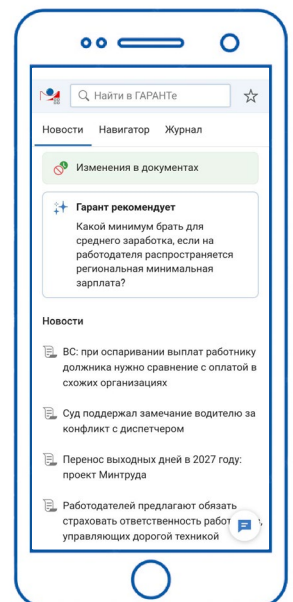 Найти в ГАРАНТе
Новости Навигатор Журнал
Изменения в документах
Гарант рекомендует
Какой минимум брать для
среднего заработка, если на
работодателя распространяется
региональная минимальная
зарплата?
Новости
ВС: при оспаривании выплат работнику
должника нужно сравнение с оплатой в
схожих организациях
Суд поддержал замечание водителю за
конфликт с диспетчером
Перенос выходных дней в 2027 году:
проект Минтруда
Работодателей предлагают обязать
страховать ответственность
управляющих дорогой техникой